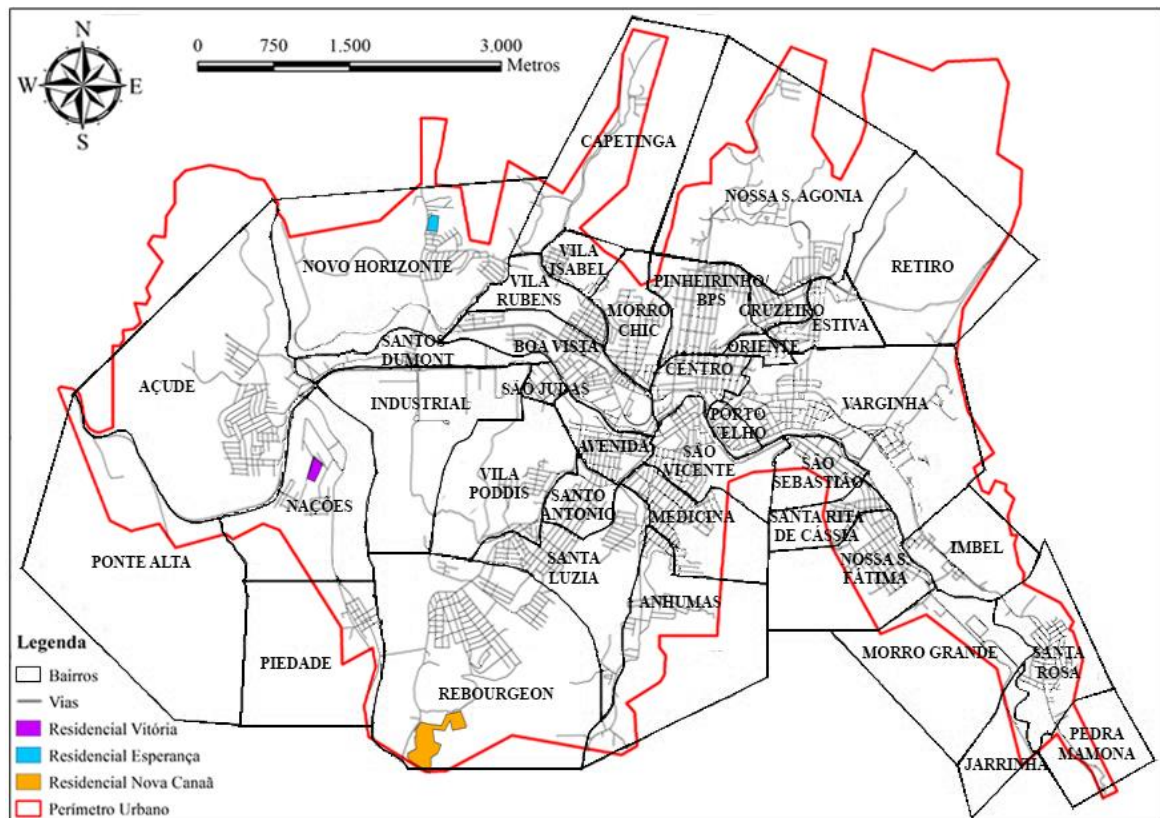 N
W
E
S
0 750 1.500 3.000
Metros
CAPETINGA
NOSSA S. AGONIA
NOVO HORIZONTE
VILA
ISABEL
RETIRO
VILA
RUBENS
PINHEIRINHO/
BPS
MORRO
CHIC
CRUZEIRO
ESTIVA
SANTOS
DUMONT
BOA VISTA
ORIENTE
CENTRO
AÇUDE
SÃO JUDAS
INDUSTRIAL
VARGINHA
PORTO
VELHO
AVENIDA
SÃO
VICENTE
SÃO
SEBASTIÃO
VILA
PODDIS
SANTO
ANTONIO
NAÇÕES
MEDICINA
SANTA RITA
DE CÁSSIA
IMBEL
PONTE ALTA
SANTA
LUZIA
NOSSA S.
FÁTIMA
ANHUMAS
PIEDADE
MORRO GRANDE
SANTA
ROSA
REBOURGEON
PEDRA
MAMONA
JARRINHA
Legenda
Bairros
Vias
Residencial Vitória
Residencial Esperança
Residencial Nova Canaã
Perímetro Urbano